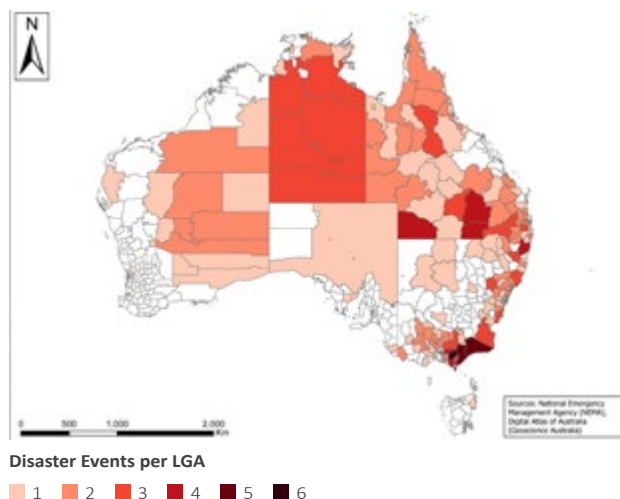 N
Sources: National Emergency
Management Agency (NEMA),
Digital Atlas of Australia
(Geoscience Australia)
0 500 1,000 2,000
Km
Disaster Events per LGA
1 2 3 4 5 6